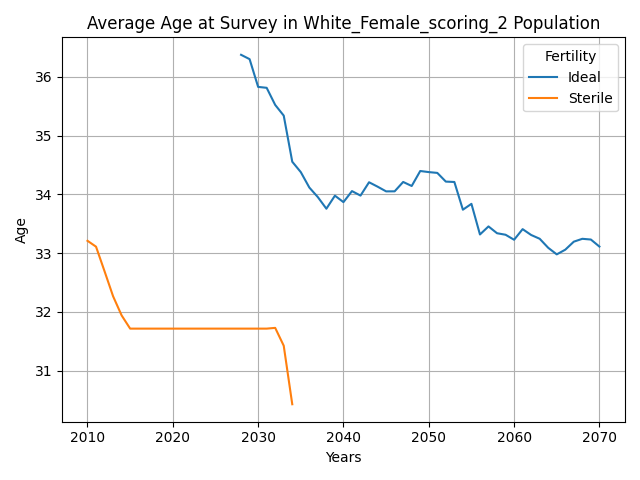 Average Age at Survey in White_Female_scoring_2 Population
Fertility
Ideal
Sterile
36
35
34
33
32
31
Age
2010 2020 2030 2040 2050 2060 2070
Years